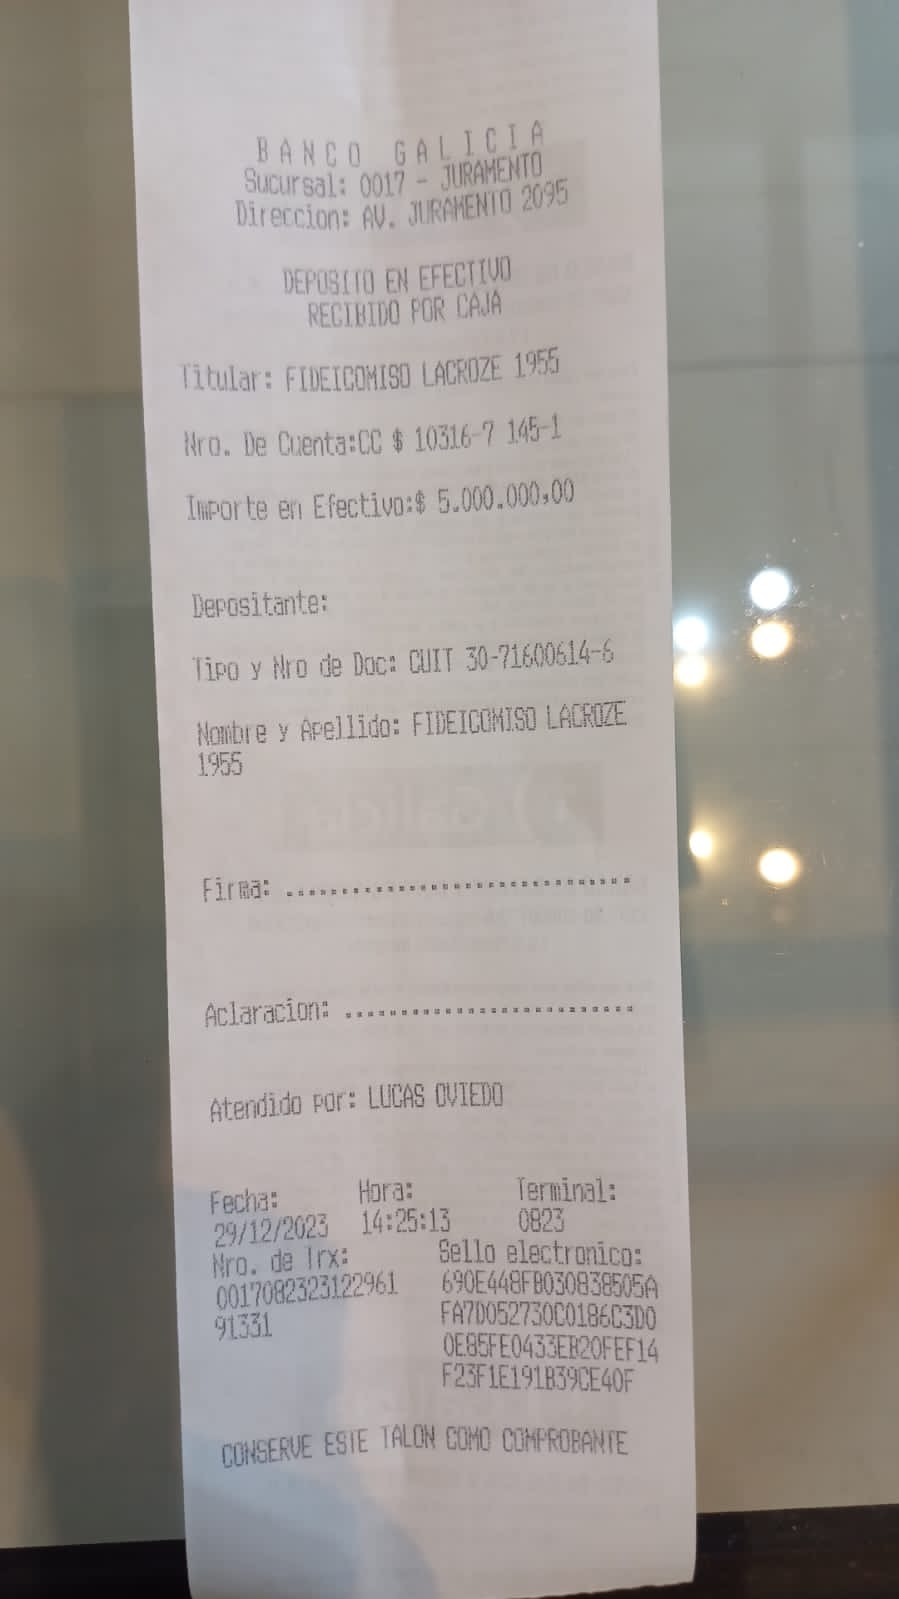 BANCO GALICIA
Sucursal: 0017 - JURAMENTO
Direccion: AV. JURAMENTO 2095
DEPOSITO EN EFECTIVO
RECIBIDO POR CAJA
Titular: FIDEICOMISO LACROZE 1955
Nro. De Cuenta:CC $ 10316-7 145-1
Importe en Efectivo:$ 5.000.000,00
Depositante:
Tipo y Nro de Doc: CUIT 30-71600614-6
Nombre y Apellido: FIDEICOMISO LACROZE
1955
Firma: ...............................
Aclaracion: ..........................
Atendido por: LUCAS OVIEDO
Fecha: Hora: Terminal:
29/12/2023 14:25:13 0823
Nro. de Trx: Sello electronico:
0017082323122961 690E448FB030838505A
91331 FA7D052730C0186C3D0
0E85FE0433EB20FEF14
F23F1E191B39CE40F
CONSERVE ESTE TALON COMO COMPROBANTE